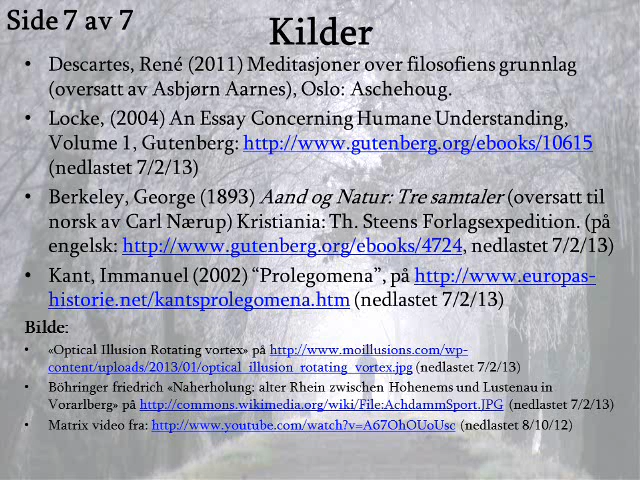 Side 7 av 7
Kilder
• Descartes, René (2011) Meditasjoner over filosofiens grunnlag
(oversatt av Asbjørn Aarnes), Oslo: Aschehoug.
• Locke, (2004) An Essay Concerning Humane Understanding,
Volume 1, Gutenberg: http://www.gutenberg.org/ebooks/10615
(nedlastet 7/2/13)
• Berkeley, George (1893) Aand og Natur: Tre samtaler (oversatt til
norsk av Carl Nærup) Kristiania: Th. Steens Forlagsexpedition. (på
engelsk: http://www.gutenberg.org/ebooks/4724, nedlastet 7/2/13)
• Kant, Immanuel (2002) “Prolegomena”, på http://www.europas-
historie.net/kantsprolegomena.htm (nedlastet 7/2/13)
Bilde:
• «Optical Illusion Rotating vortex» på http://www.moillusions.com/wp-
content/uploads/2013/01/optical_illusion_rotating_vortex.jpg (nedlastet 7/2/13)
• Böhringer friedrich «Naherholung: alter Rhein zwischen Hohenems und Lustenau in
Vorarlberg» på http://commons.wikimedia.org/wiki/File:AchdammSport.JPG (nedlastet 7/2/13)
• Matrix video fra: http://www.youtube.com/watch?v=A67OhOUoUsc (nedlastet 8/10/12)